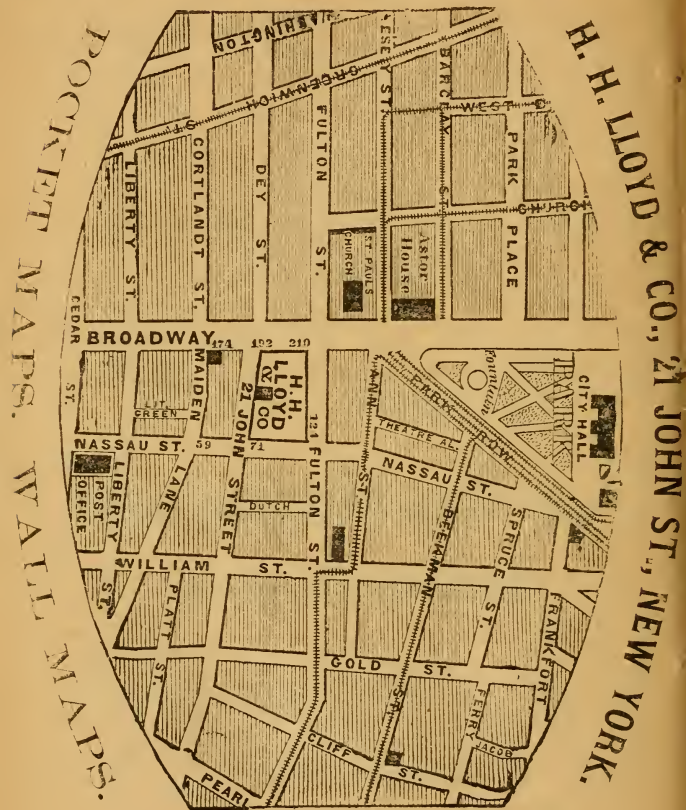 H. H. LLOYD & CO., 21 JOHN ST., NEW YORK.
POCKET MAPS. WALL MAPS.
WASHINGTON
GREENWICH ST
ESEY ST.
BARCLAY ST.
WEST
PARK PLACE
CHURCH
FULTON ST.
DEY ST.
CORTLANDT ST.
LIBERTY ST.
ST. PAULS
CHURCH
Astor
House
CEDAR ST.
BROADWAY
174 192 210
H. H.
LLOYD
& CO
21 JOHN STREET
MAIDEN LANE
LIT.
GREEN
NASSAU ST. 59 71
121 FULTON ST.
ANN ST.
PARK ROW
Fountain
PARK
CITY HALL
THEATRE AL.
NASSAU ST.
BEEKMAN ST.
SPRUCE ST.
FRANKFORT
POST
OFFICE
LIBERTY ST.
DUTCH
WILLIAM ST.
PLATT ST.
GOLD ST.
FERRY
JACOB
CLIFF ST.
PEARL